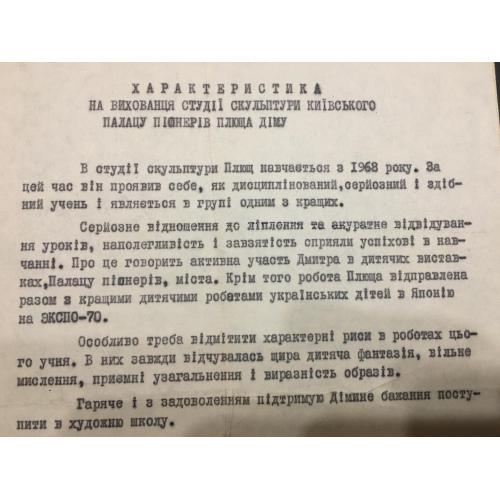 ХАРАКТЕРИСТИКА
НА ВИХОВАНЦЯ СТУДІЇ СКУЛЬПТУРИ КИЇВСЬКОГО
ПАЛАЦУ ПІОНЕРІВ ПЛЮЩА ДІМУ
В студії скульптури Плющ навчається з 1968 року. За
цей час він проявив себе, як дисциплінований,серйозний і здіб-
ний учень і являється в групі одним з кращих.
Серйозне відношення до ліплення та акуратне відвідуван-
ня уроків, наполегливість і завзятість сприяли успіхові в нав-
чанні. Про це говорить активна участь Дмитра в дитячих вистав-
ках,Палацу піонерів, міста. Крім того робота Плюща відправлена
разом з кращими дитячими роботами українських дітей в Японію
на ЭКСПО-70.
Особливо треба відмітити характерні риси в роботах цьо-
го учня. В них завжди відчувалась щира дитяча фантазія, вільне
мислення, приємні узагальнення і виразність образів.
Гаряче і з задоволенням підтримую Дімине бажання посту-
пити в художню школу.